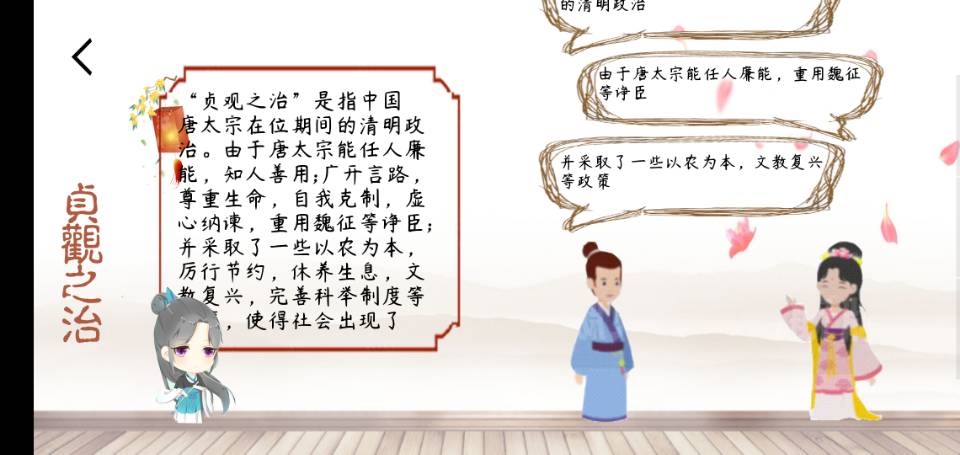 貞觀之治
“贞观之治”是指中国
唐太宗在位期间的清明政
治。由于唐太宗能任人廉
能，知人善用;广开言路，
尊重生命，自我克制，虚
心纳谏，重用魏征等诤臣；
并采取了一些以农为本，
厉行节约，休养生息，文
教复兴，完善科举制度等
，使得社会出现了
的清明政治
由于唐太宗能任人廉能，重用魏征
等诤臣
并采取了一些以农为本，文教复兴
等政策